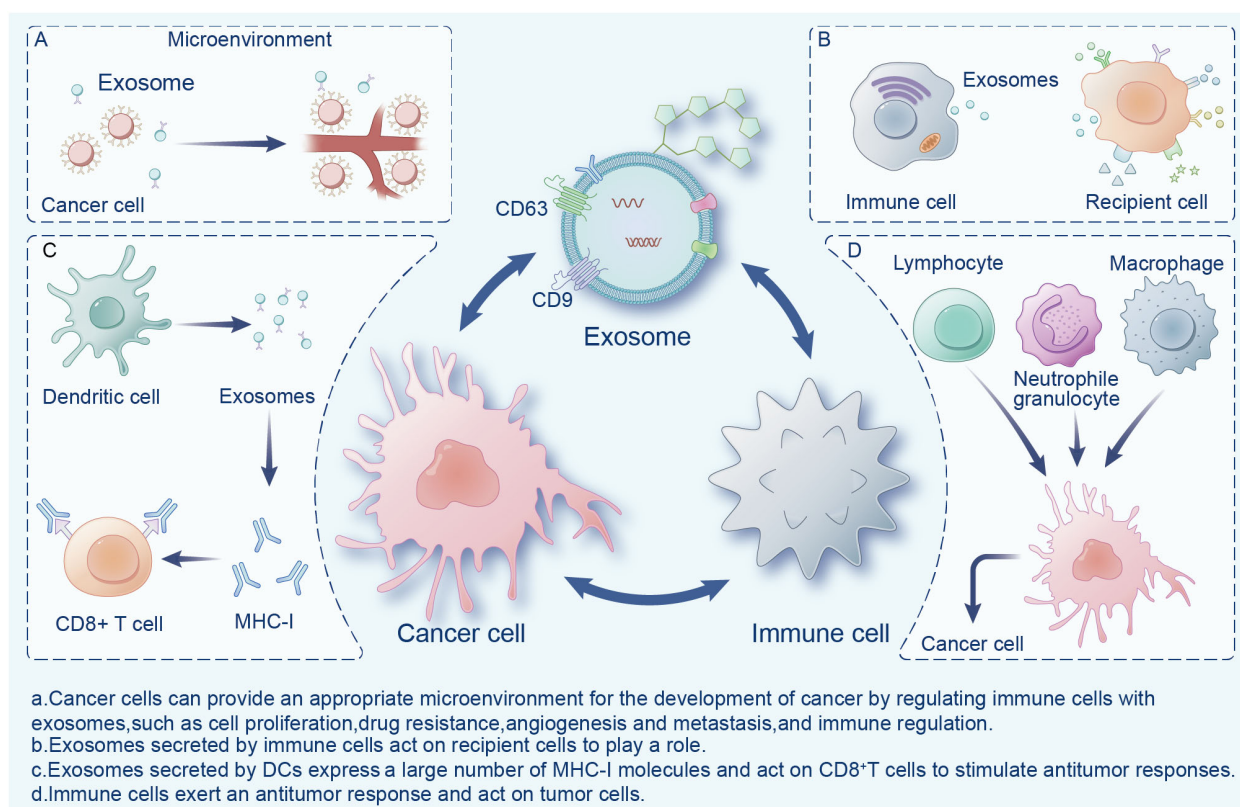 A
Microenvironment
Exosome
Cancer cell
B
Exosomes
Immune cell
Recipient cell
CD63
CD9
Exosome
C
Dendritic cell
Exosomes
CD8+ T cell
MHC-I
D
Lymphocyte
Macrophage
Neutrophile
granulocyte
Cancer cell
Cancer cell
Immune cell
a.Cancer cells can provide an appropriate microenvironment for the development of cancer by regulating immune cells with
exosomes,such as cell proliferation,drug resistance,angiogenesis and metastasis,and immune regulation.
b.Exosomes secreted by immune cells act on recipient cells to play a role.
c.Exosomes secreted by DCs express a large number of MHC-I molecules and act on CD8⁺T cells to stimulate antitumor responses.
d.Immune cells exert an antitumor response and act on tumor cells.